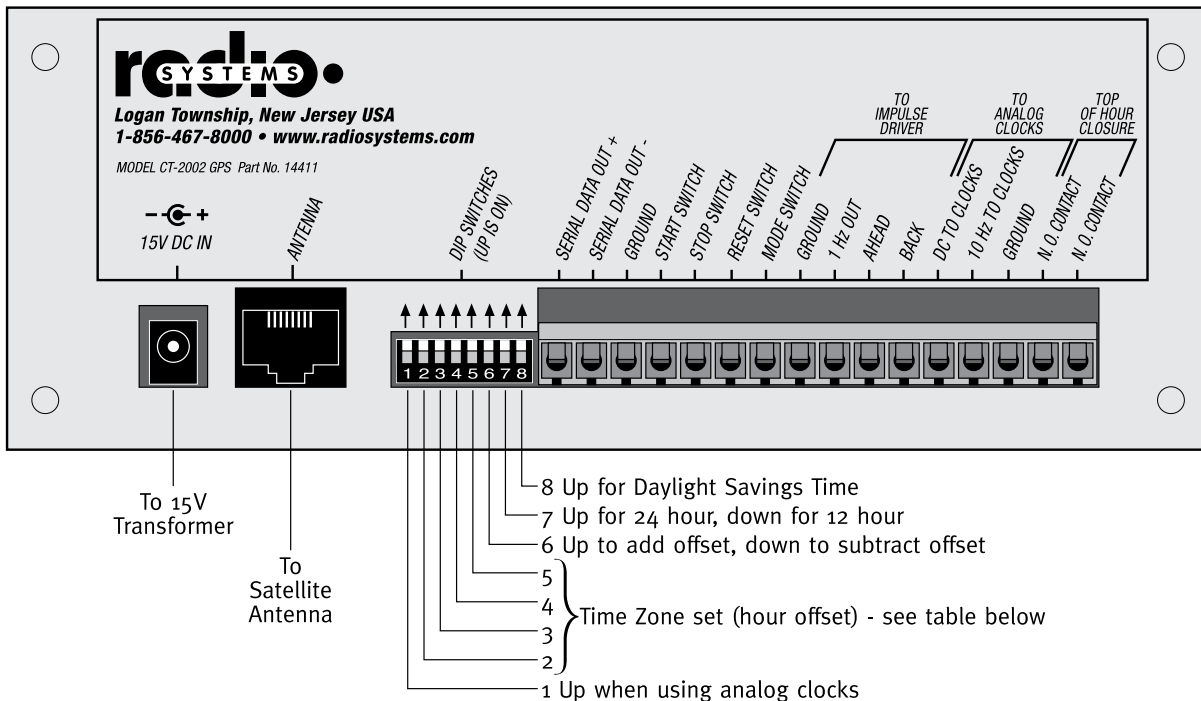 radio
SYSTEMS
Logan Township, New Jersey USA
1-856-467-8000 • www.radiosystems.com
MODEL CT-2002 GPS Part No. 14411
- +
15V DC IN
ANTENNA
DIP SWITCHES
(UP IS ON)
SERIAL DATA OUT +
SERIAL DATA OUT -
GROUND
START SWITCH
STOP SWITCH
RESET SWITCH
MODE SWITCH
GROUND
1 Hz OUT
AHEAD
BACK
DC TO CLOCKS
10 Hz TO CLOCKS
GROUND
N.O. CONTACT
N.O. CONTACT
TO
IMPULSE
DRIVER
TO
ANALOG
CLOCKS
TOP
OF HOUR
CLOSURE
1 2 3 4 5 6 7 8
To 15V
Transformer
To
Satellite
Antenna
8 Up for Daylight Savings Time
7 Up for 24 hour, down for 12 hour
6 Up to add offset, down to subtract offset
5
4
3
2
Time Zone set (hour offset) - see table below
1 Up when using analog clocks